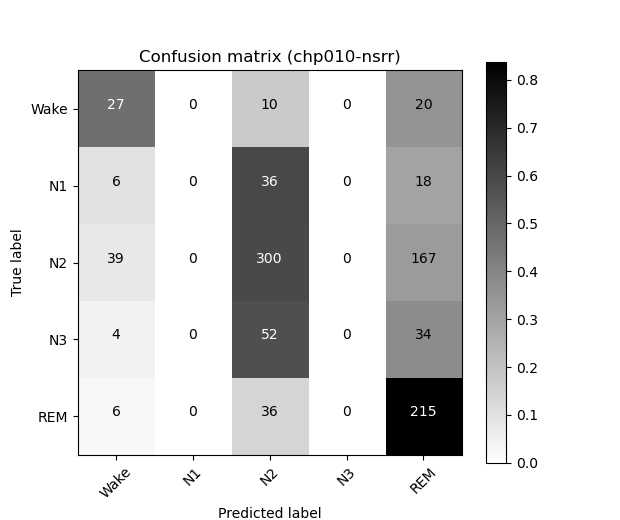 Confusion matrix (chp010-nsrr)
True label
Wake 27 0 10 0 20
N1 6 0 36 0 18
N2 39 0 300 0 167
N3 4 0 52 0 34
REM 6 0 36 0 215
Wake N1 N2 N3 REM
Predicted label
0.8
0.7
0.6
0.5
0.4
0.3
0.2
0.1
0.0